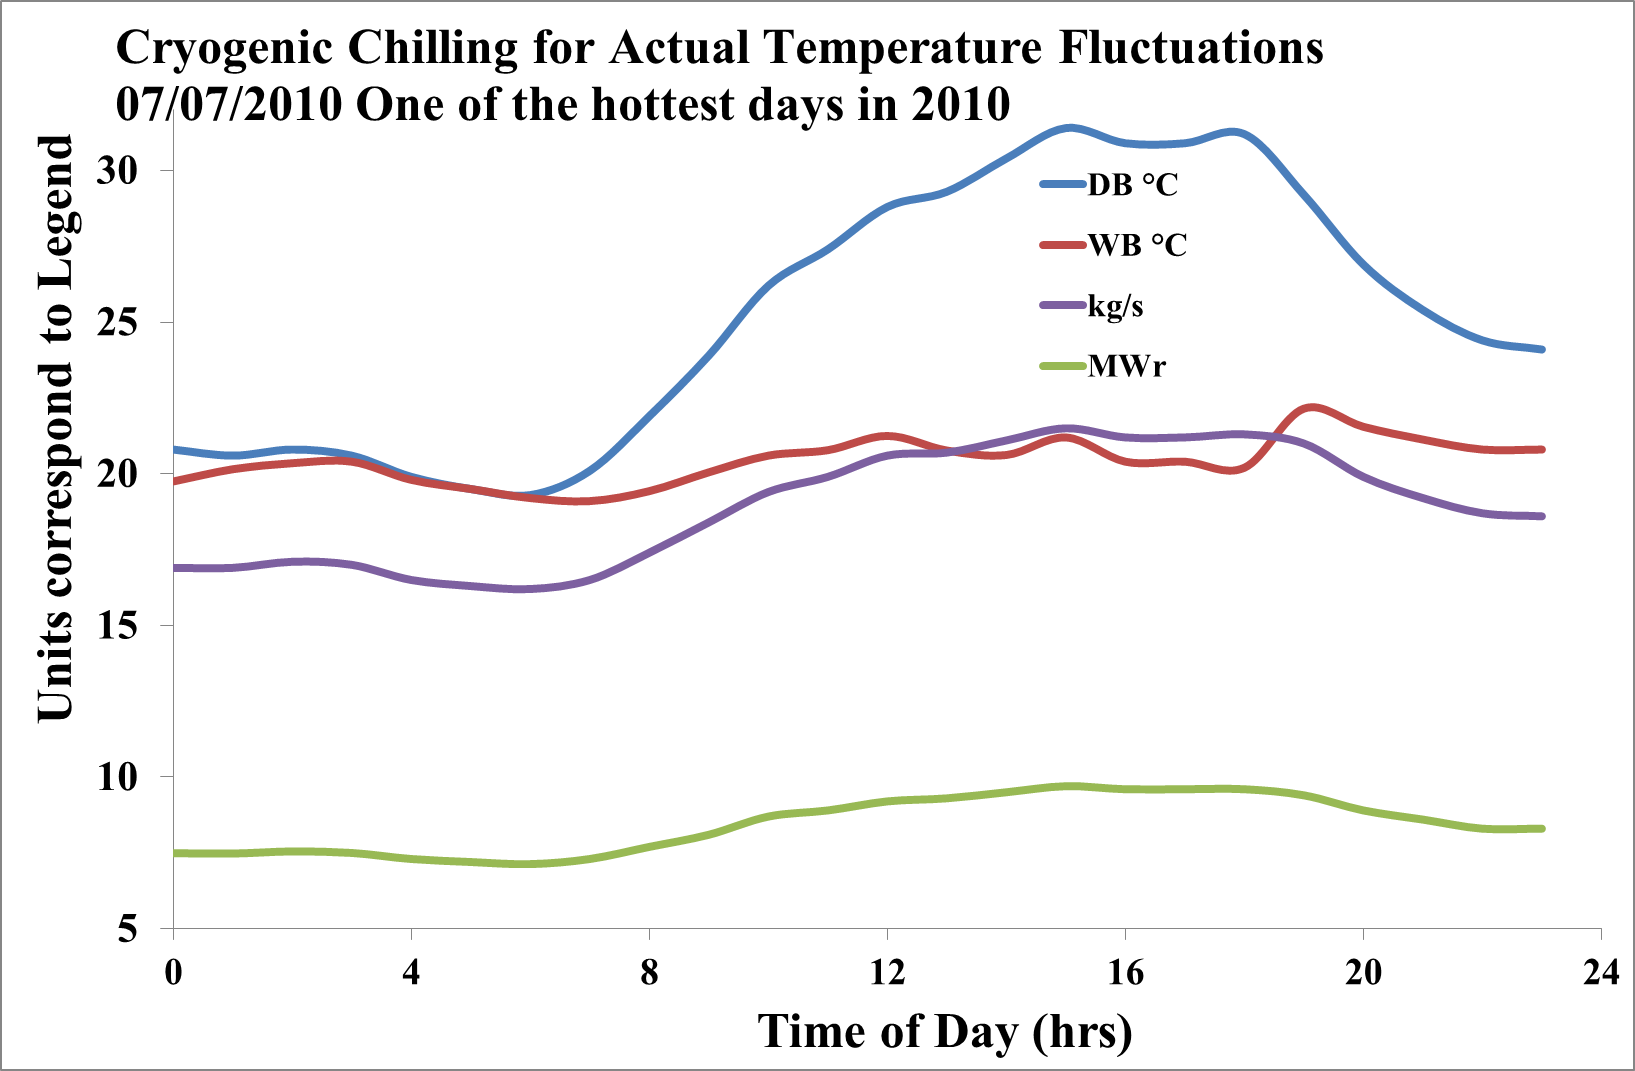 Cryogenic Chilling for Actual Temperature Fluctuations
07/07/2010 One of the hottest days in 2010
Units correspond to Legend
30
25
20
15
10
5
DB °C
WB °C
kg/s
MWr
0 4 8 12 16 20 24
Time of Day (hrs)